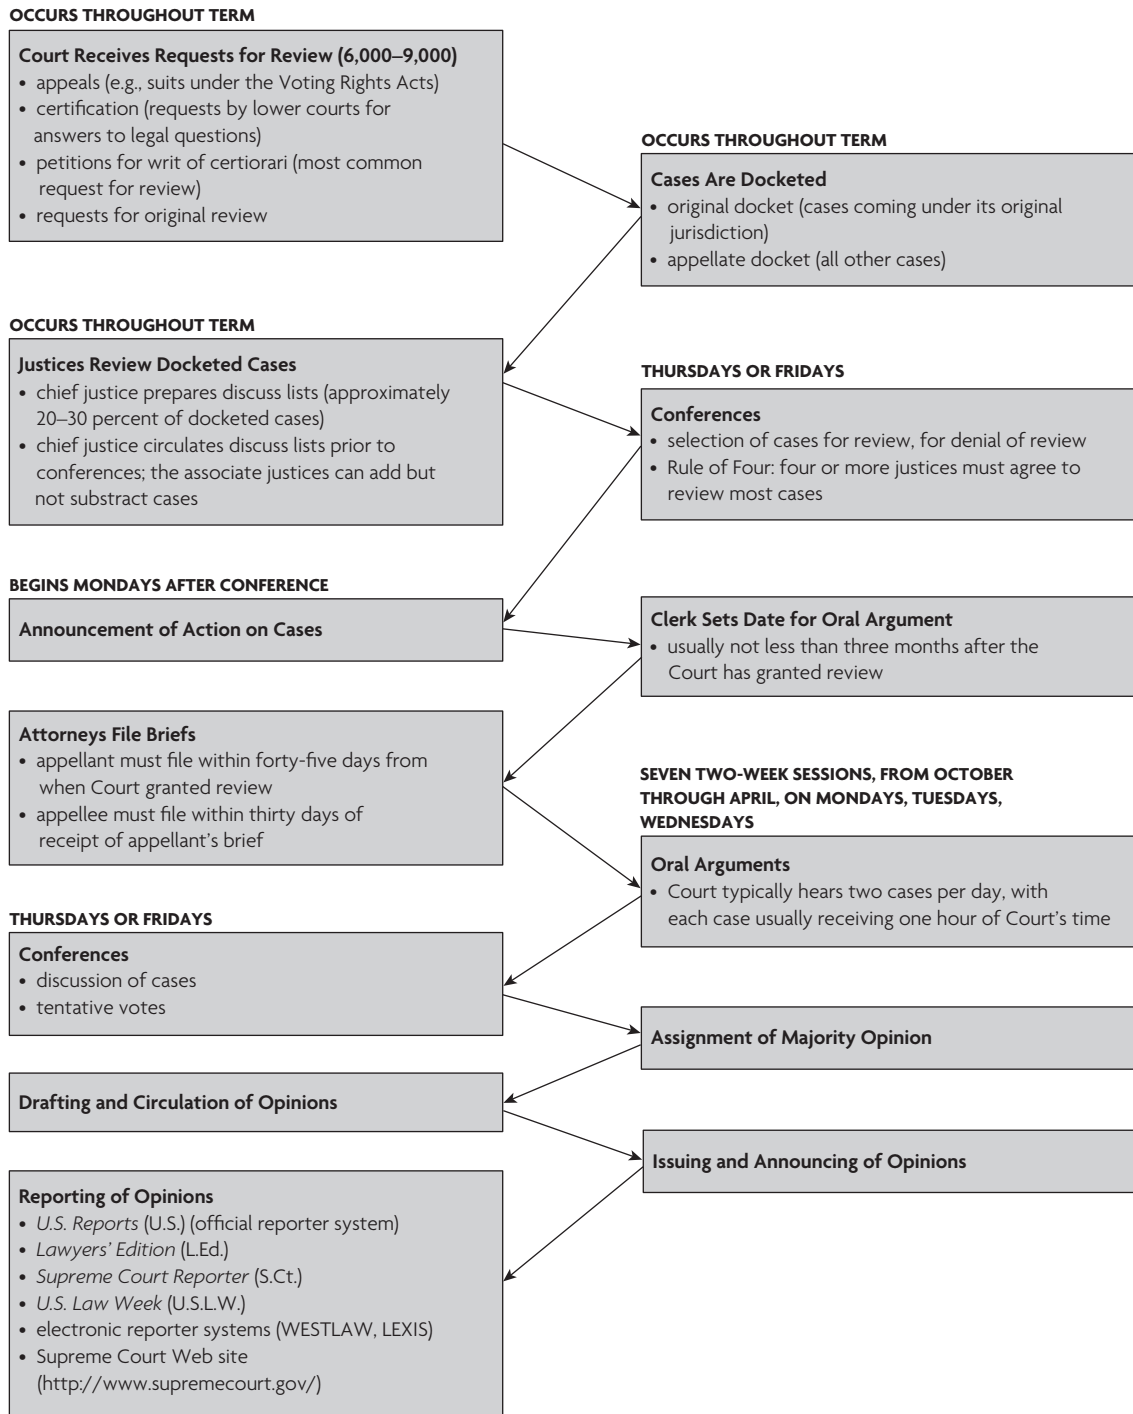 OCCURS THROUGHOUT TERM
Court Receives Requests for Review (6,000–9,000)
• appeals (e.g., suits under the Voting Rights Acts)
• certification (requests by lower courts for
answers to legal questions)
• petitions for writ of certiorari (most common
request for review)
• requests for original review
OCCURS THROUGHOUT TERM
Cases Are Docketed
• original docket (cases coming under its original
jurisdiction)
• appellate docket (all other cases)
OCCURS THROUGHOUT TERM
Justices Review Docketed Cases
• chief justice prepares discuss lists (approximately
20–30 percent of docketed cases)
• chief justice circulates discuss lists prior to
conferences; the associate justices can add but
not substract cases
THURSDAYS OR FRIDAYS
Conferences
• selection of cases for review, for denial of review
• Rule of Four: four or more justices must agree to
review most cases
BEGINS MONDAYS AFTER CONFERENCE
Announcement of Action on Cases
Clerk Sets Date for Oral Argument
• usually not less than three months after the
Court has granted review
Attorneys File Briefs
• appellant must file within forty-five days from
when Court granted review
• appellee must file within thirty days of
receipt of appellant's brief
SEVEN TWO-WEEK SESSIONS, FROM OCTOBER
THROUGH APRIL, ON MONDAYS, TUESDAYS,
WEDNESDAYS
Oral Arguments
• Court typically hears two cases per day, with
each case usually receiving one hour of Court's time
THURSDAYS OR FRIDAYS
Conferences
• discussion of cases
• tentative votes
Assignment of Majority Opinion
Drafting and Circulation of Opinions
Issuing and Announcing of Opinions
Reporting of Opinions
• U.S. Reports (U.S.) (official reporter system)
• Lawyers' Edition (L.Ed.)
• Supreme Court Reporter (S.Ct.)
• U.S. Law Week (U.S.L.W.)
• electronic reporter systems (WESTLAW, LEXIS)
• Supreme Court Web site
(http://www.supremecourt.gov/)